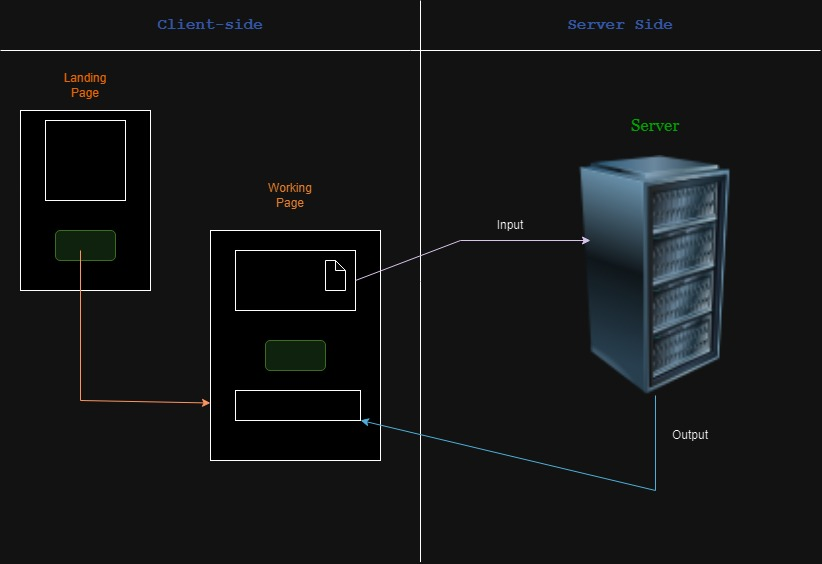 Client-side
Server Side
Landing
Page
Server
Working
Page
Input
Output